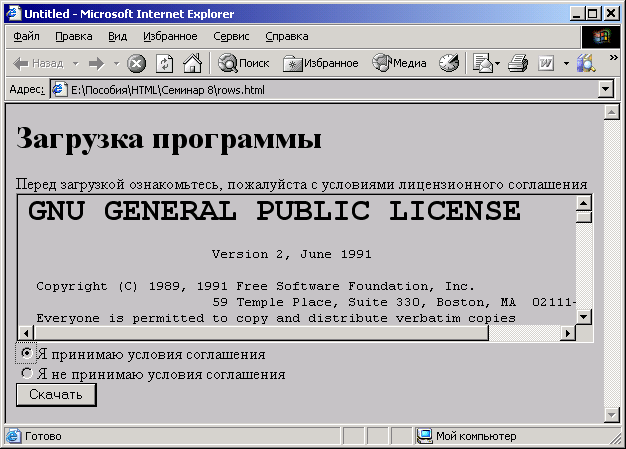 Untitled - Microsoft Internet Explorer
Файл Правка Вид Избранное Сервис Справка
Назад Поиск Избранное Медиа »
Адрес: E:\Пособия\HTML\Семинар 8\rows.html
Загрузка программы
Перед загрузкой ознакомьтесь, пожалуйста с условиями лицензионного соглашения
GNU GENERAL PUBLIC LICENSE
Version 2, June 1991
Copyright (C) 1989, 1991 Free Software Foundation, Inc.
59 Temple Place, Suite 330, Boston, MA 02111-
Everyone is permitted to copy and distribute verbatim copies
Я принимаю условия соглашения
Я не принимаю условия соглашения
Скачать
Готово Мой компьютер